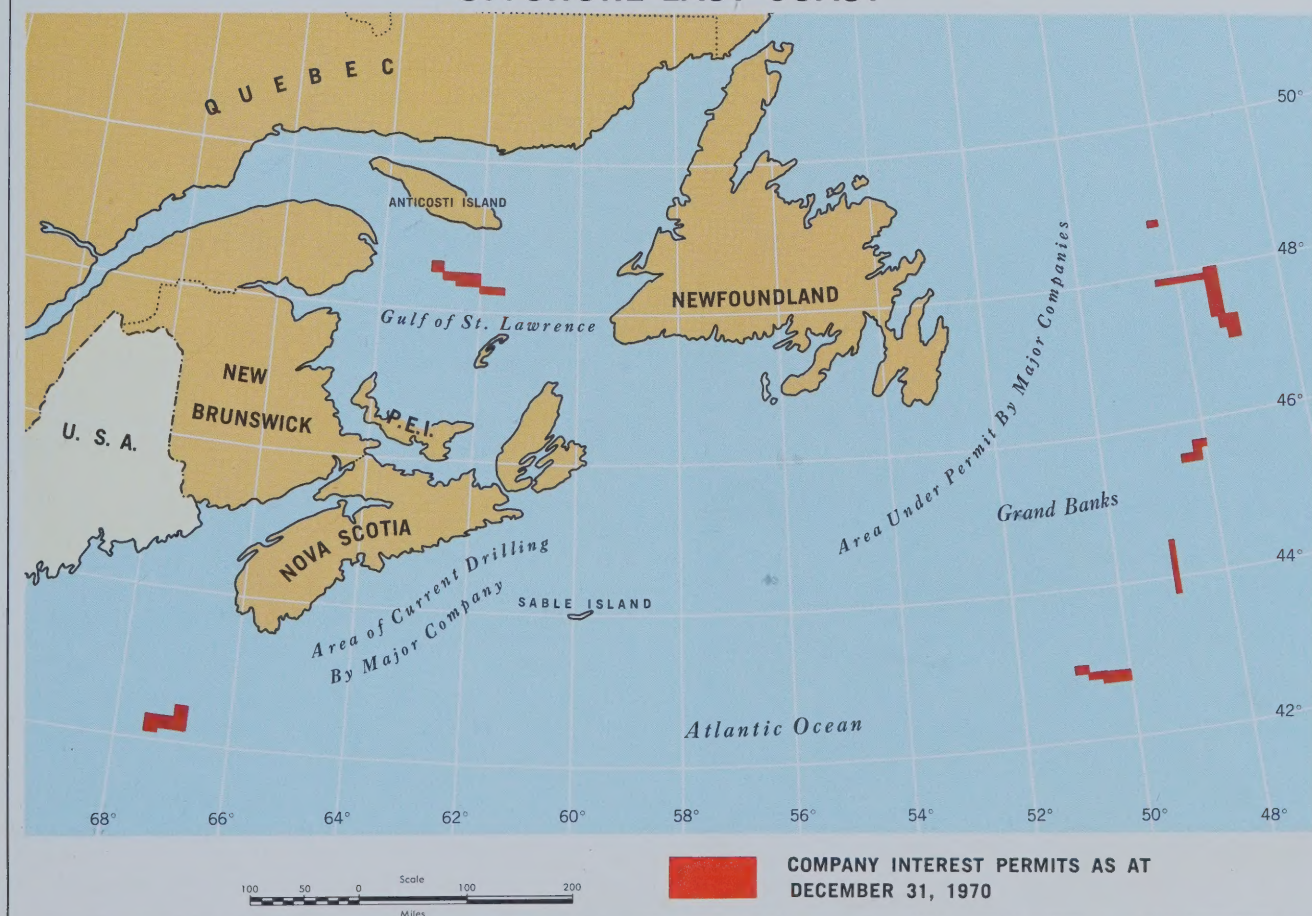 OFFSHORE EAST COAST
QUEBEC
50°
ANTICOSTI ISLAND
48°
NEWFOUNDLAND
Gulf of St. Lawrence
NEW
BRUNSWICK
P.E.I.
U. S. A.
46°
Area Under Permit By Major Companies
Grand Banks
NOVA SCOTIA
44°
Area of Current Drilling
By Major Company
SABLE ISLAND
42°
Atlantic Ocean
68° 66° 64° 62° 60° 58° 56° 54° 52° 50° 48°
Scale
100 50 0 100 200
Miles
COMPANY INTEREST PERMITS AS AT
DECEMBER 31, 1970